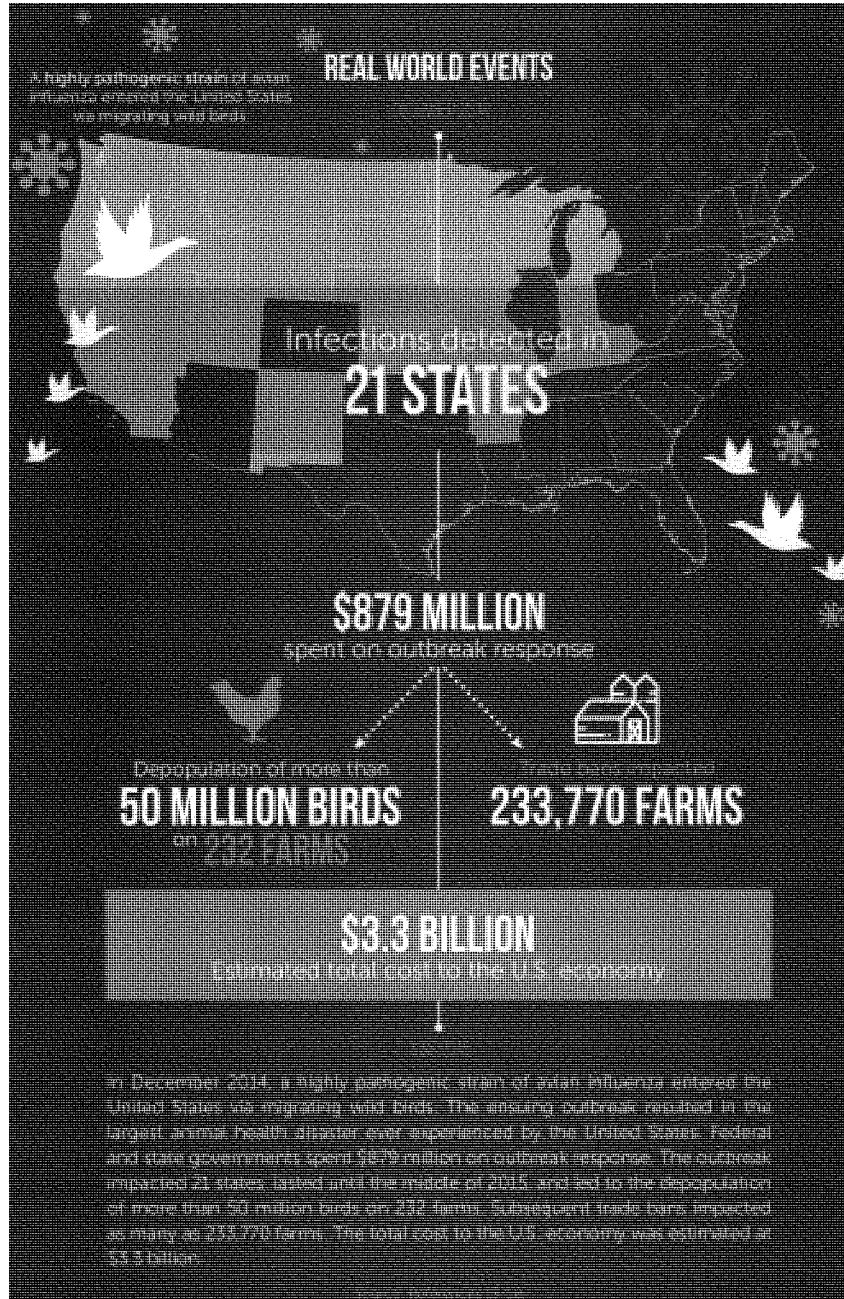 REAL WORLD EVENTS
A highly pathogenic strain of avian
influenza entered the United States
via migrating wild birds
Infections detected in
21 STATES
$879 MILLION
spent on outbreak response
Depopulation of more than
50 MILLION BIRDS
on 232 FARMS
Trade bans impacted
233,770 FARMS
$3.3 BILLION
Estimated total cost to the U.S. economy
In December 2014, a highly pathogenic strain of avian influenza entered the
United States via migrating wild birds. The ensuing outbreak resulted in the
largest animal health disaster ever experienced by the United States. Federal
and state governments spent $879 million on outbreak response. The outbreak
impacted 21 states, lasted until the middle of 2015, and led to the depopulation
of more than 50 million birds on 232 farms. Subsequent trade bans impacted
as many as 233,770 farms. The total cost to the U.S. economy was estimated at
$3.3 billion.